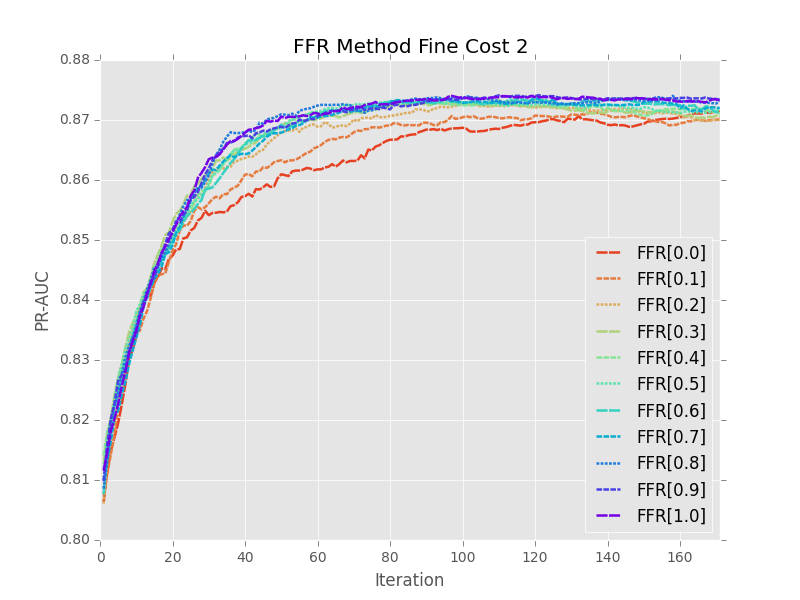 FFR Method Fine Cost 2
0.88
0.87
0.86
0.85
0.84
0.83
0.82
0.81
0.80
PR-AUC
0
20
40
60
80
100
120
140
160
Iteration
FFR[0.0]
FFR[0.1]
FFR[0.2]
FFR[0.3]
FFR[0.4]
FFR[0.5]
FFR[0.6]
FFR[0.7]
FFR[0.8]
FFR[0.9]
FFR[1.0]